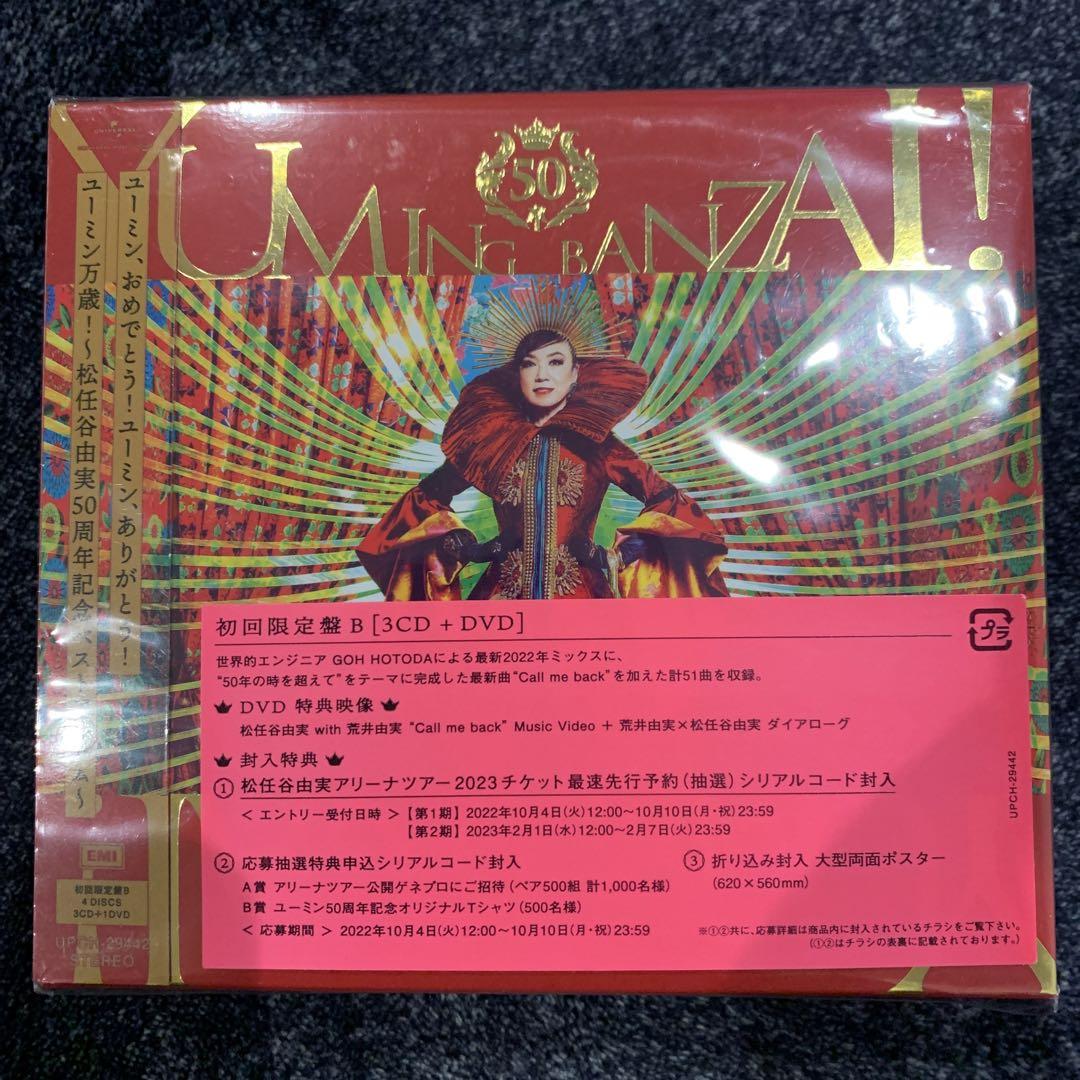 UNIVERSAL
YUMING BANZAI!
50
ユーミン、おめでとう!ユーミン、ありがとう!
ユーミン万歳!～松任谷由実50周年記念ベスト
～
EMI
初回限定盤B
4 DISCS
3CD+1DVD
UPCH-29442
STEREO
初回限定盤 B [3CD + DVD]
世界的エンジニア GOH HOTODAによる最新2022年ミックスに、
“50年の時を超えて”をテーマに完成した最新曲“Call me back”を加えた計51曲を収録。
DVD 特典映像
松任谷由実 with 荒井由実 “Call me back” Music Video + 荒井由実×松任谷由実 ダイアローグ
封入特典
① 松任谷由実アリーナツアー2023チケット最速先行予約(抽選)シリアルコード封入
< エントリー受付日時 >【第1期】2022年10月4日(火)12:00～10月10日(月・祝)23:59
【第2期】2023年2月1日(水)12:00～2月7日(火)23:59
② 応募抽選特典申込シリアルコード封入
A賞 アリーナツアー公開ゲネプロにご招待(ペア500組 計1,000名様)
B賞 ユーミン50周年記念オリジナルTシャツ(500名様)
< 応募期間 > 2022年10月4日(火)12:00～10月10日(月・祝)23:59
③ 折り込み封入 大型両面ポスター
(620×560mm)
※①②共に、応募詳細は商品内に封入されているチラシをご覧下さい。
(①②はチラシの表裏に記載されております。)
プラ
UPCH-29442